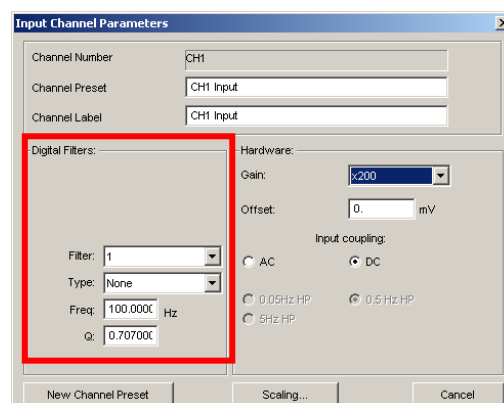 Input Channel Parameters
Channel Number CH1
Channel Preset CH1 Input
Channel Label CH1 Input
Digital Filters:
Filter: 1
Type: None
Freq: 100.000( Hz
Q: 0.707000
Hardware:
Gain: x200
Offset: 0. mV
Input coupling:
AC DC
0.05Hz HP 0.5 Hz HP
5Hz HP
New Channel Preset Scaling... Cancel